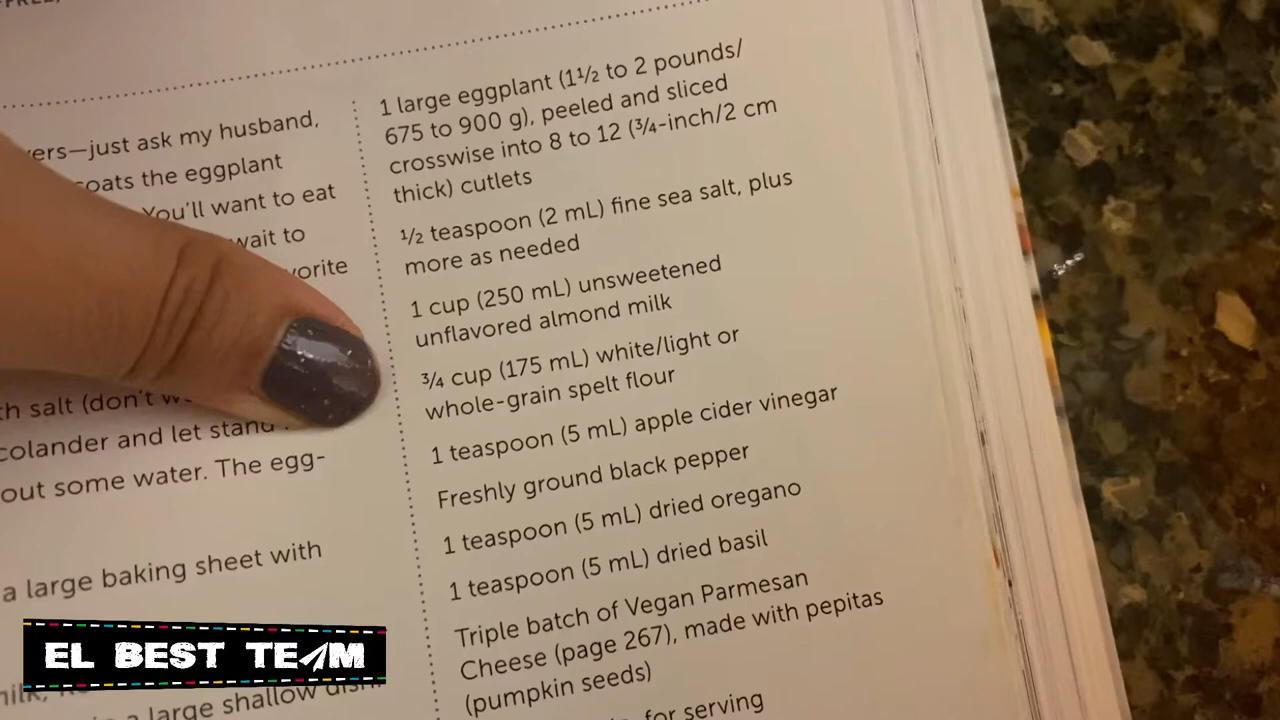 ers—just ask my husband,
coats the eggplant
You'll want to eat
wait to
vorite
th salt (don't
colander and let stand
out some water. The egg-
a large baking sheet with
a large shallow dish.
1 large eggplant (1½ to 2 pounds/
675 to 900 g), peeled and sliced
crosswise into 8 to 12 (¾-inch/2 cm
thick) cutlets
½ teaspoon (2 mL) fine sea salt, plus
more as needed
1 cup (250 mL) unsweetened
unflavored almond milk
¾ cup (175 mL) white/light or
whole-grain spelt flour
1 teaspoon (5 mL) apple cider vinegar
Freshly ground black pepper
1 teaspoon (5 mL) dried oregano
1 teaspoon (5 mL) dried basil
Triple batch of Vegan Parmesan
Cheese (page 267), made with pepitas
(pumpkin seeds)
for serving
EL BEST TEAM